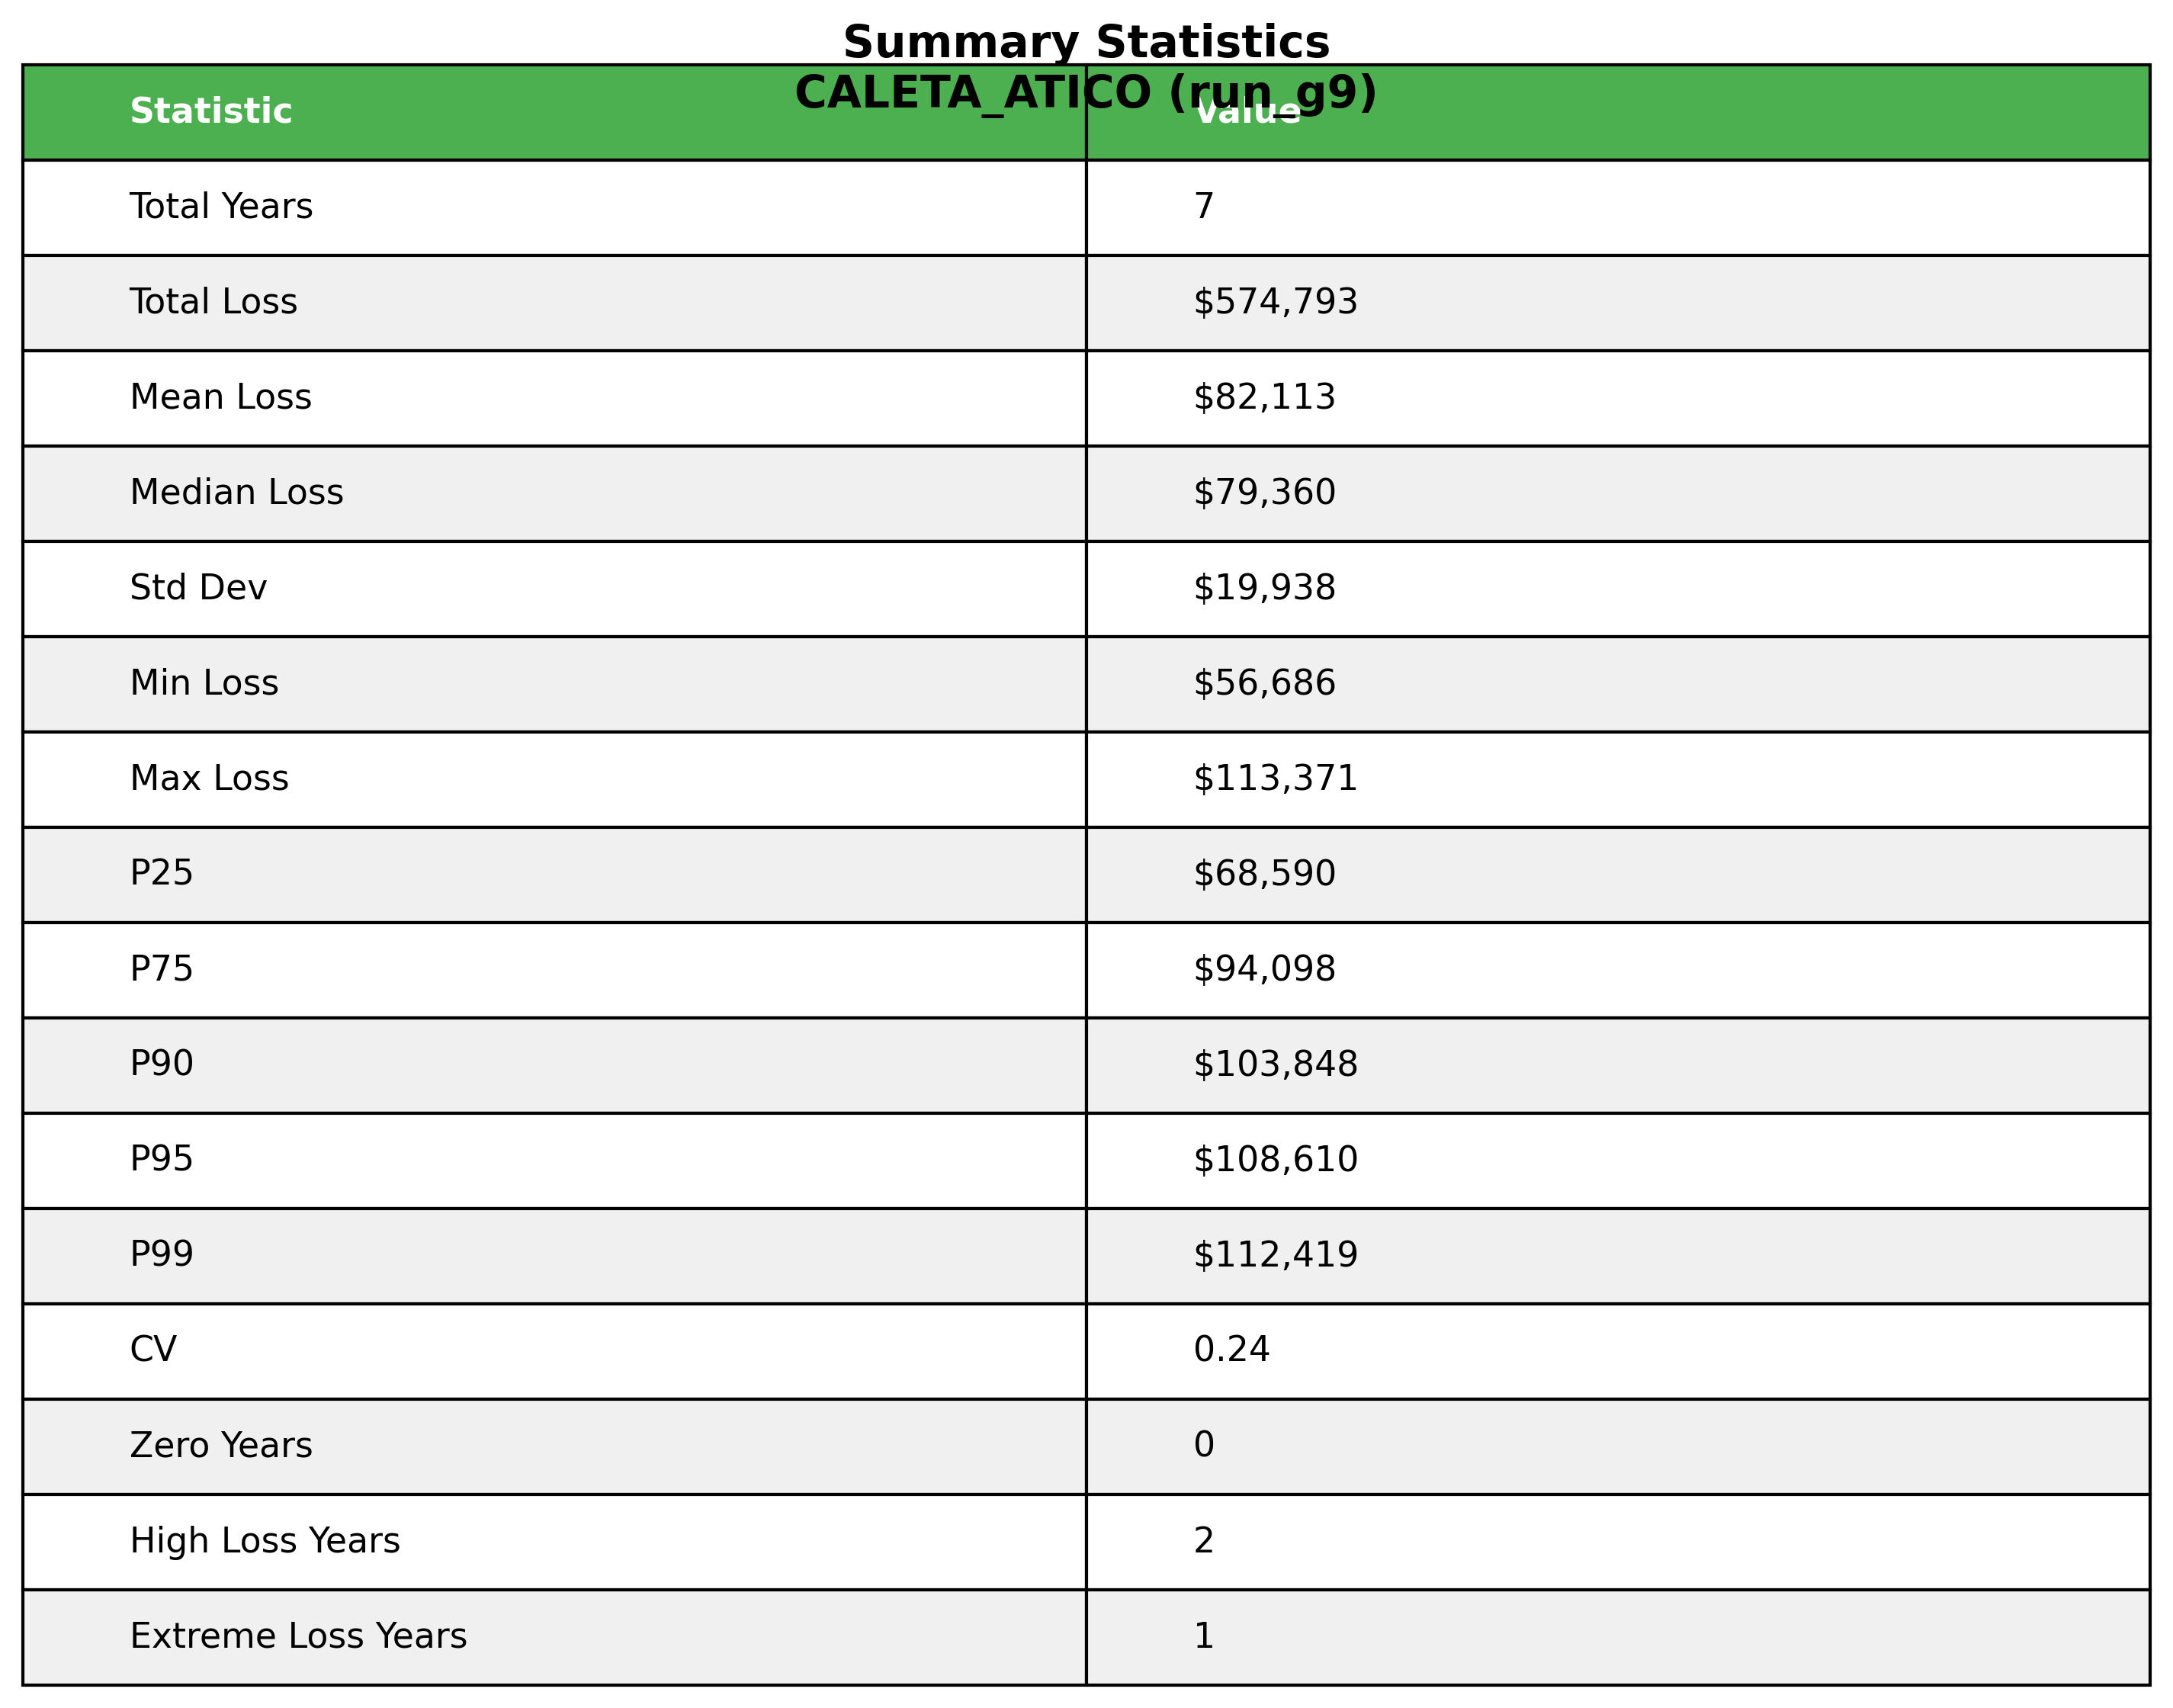 Summary Statistics
CALETA_ATICO (run_g9)
Statistic Value
Total Years 7
Total Loss $574,793
Mean Loss $82,113
Median Loss $79,360
Std Dev $19,938
Min Loss $56,686
Max Loss $113,371
P25 $68,590
P75 $94,098
P90 $103,848
P95 $108,610
P99 $112,419
CV 0.24
Zero Years 0
High Loss Years 2
Extreme Loss Years 1